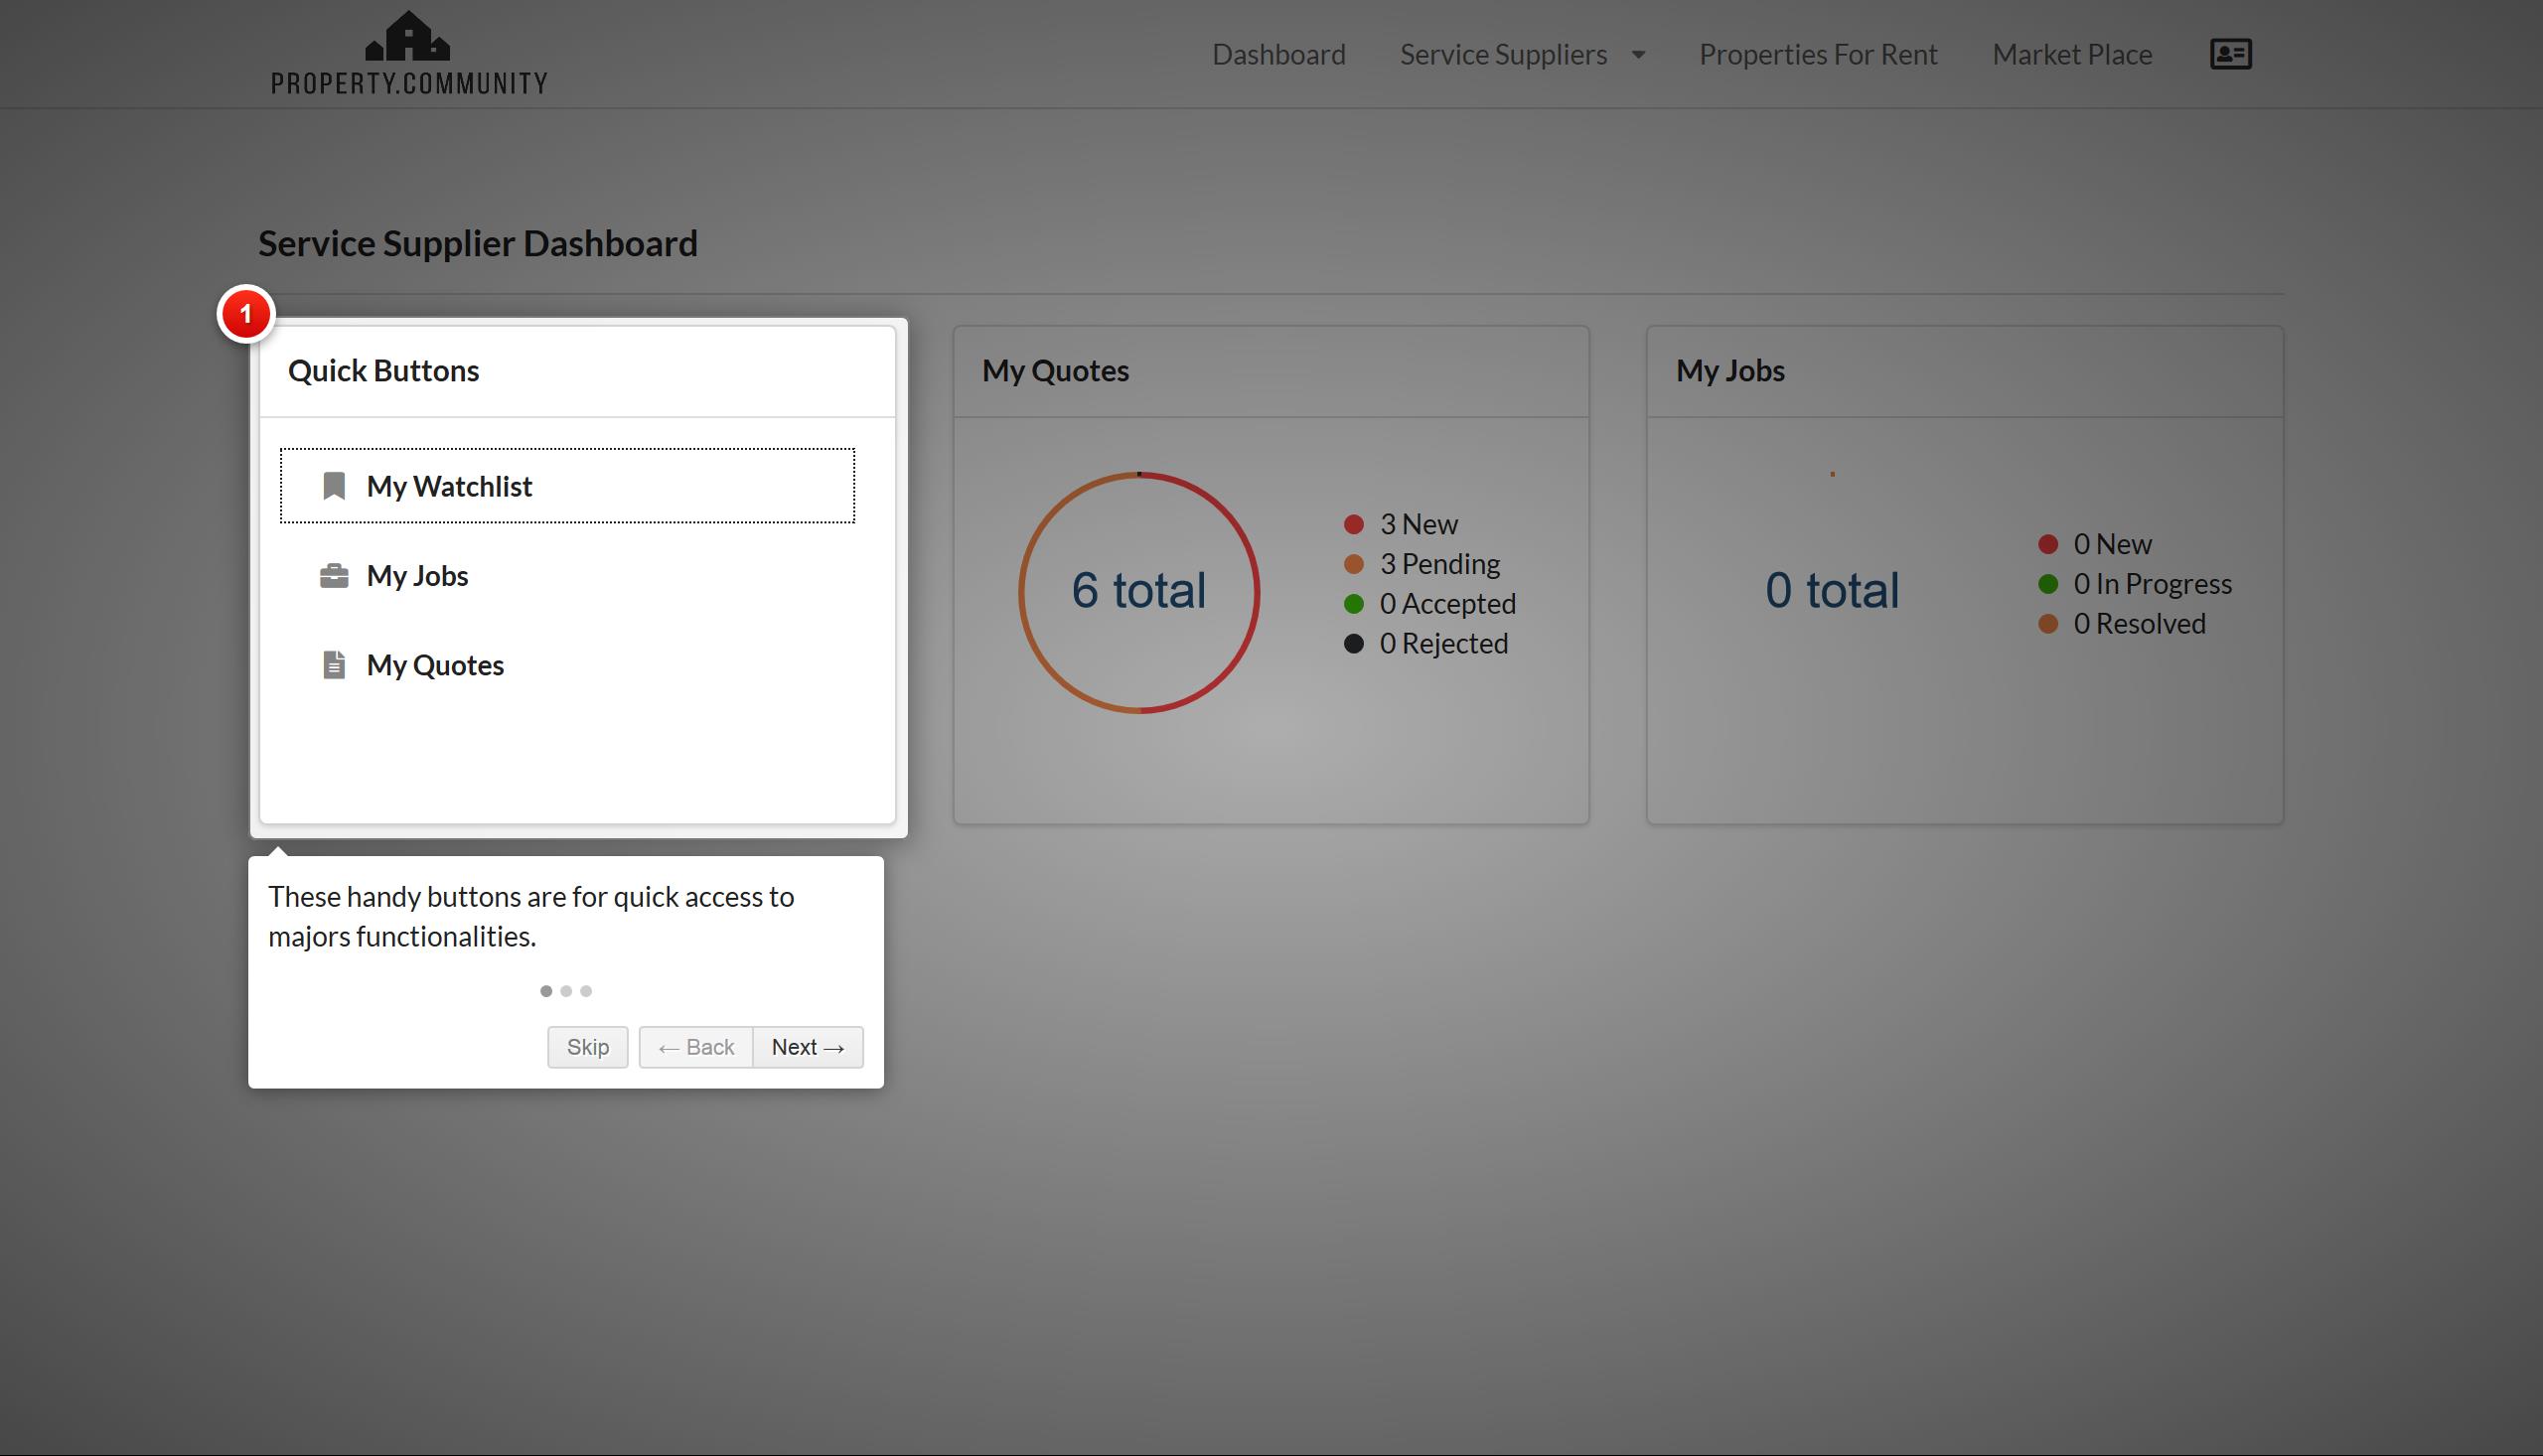 PROPERTY.COMMUNITY
Dashboard
Service Suppliers
Properties For Rent
Market Place
Service Supplier Dashboard
1
Quick Buttons
My Watchlist
My Jobs
My Quotes
My Quotes
6 total
3 New
3 Pending
0 Accepted
0 Rejected
My Jobs
0 total
0 New
0 In Progress
0 Resolved
These handy buttons are for quick access to
majors functionalities.
Skip
← Back
Next →